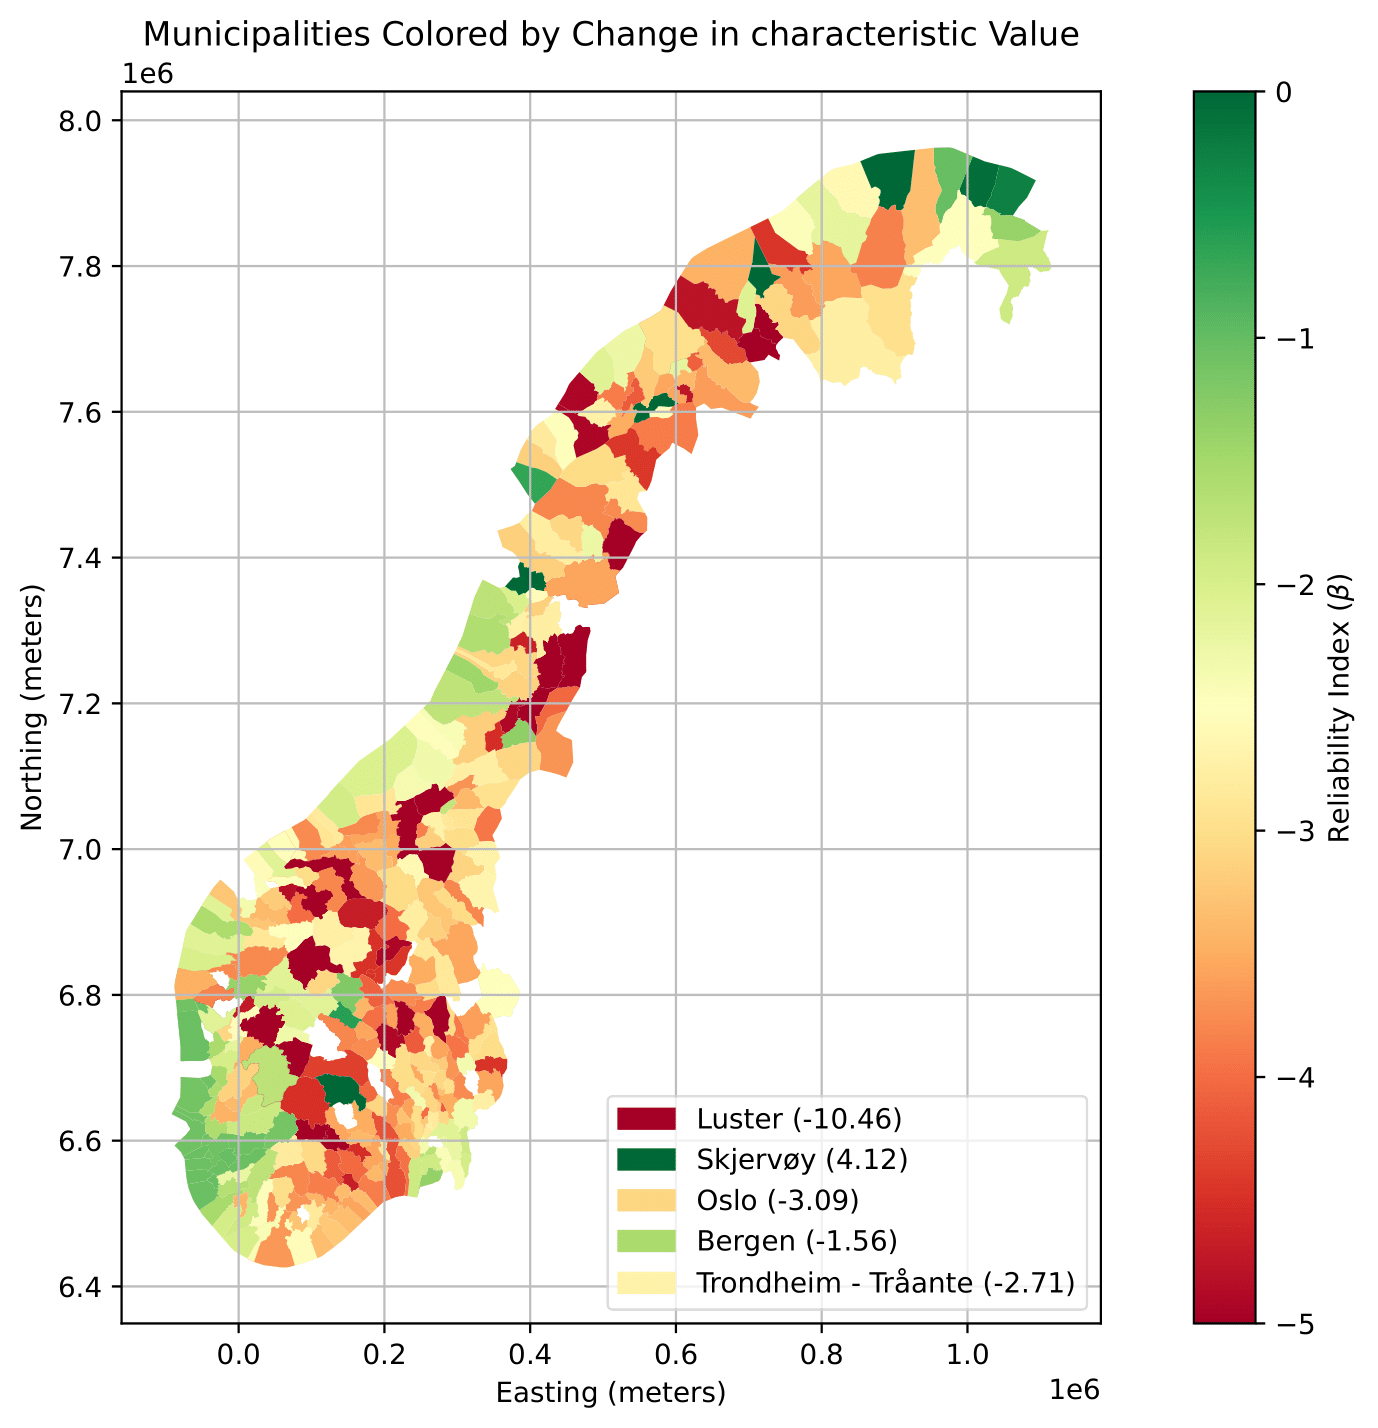 Municipalities Colored by Change in characteristic Value
1e6
8.0
7.8
7.6
7.4
7.2
7.0
6.8
6.6
6.4
Northing (meters)
0.0 0.2 0.4 0.6 0.8 1.0
1e6
Easting (meters)
Luster (-10.46)
Skjervøy (4.12)
Oslo (-3.09)
Bergen (-1.56)
Trondheim - Tråante (-2.71)
0
−1
−2
−3
−4
−5
Reliability Index (β)